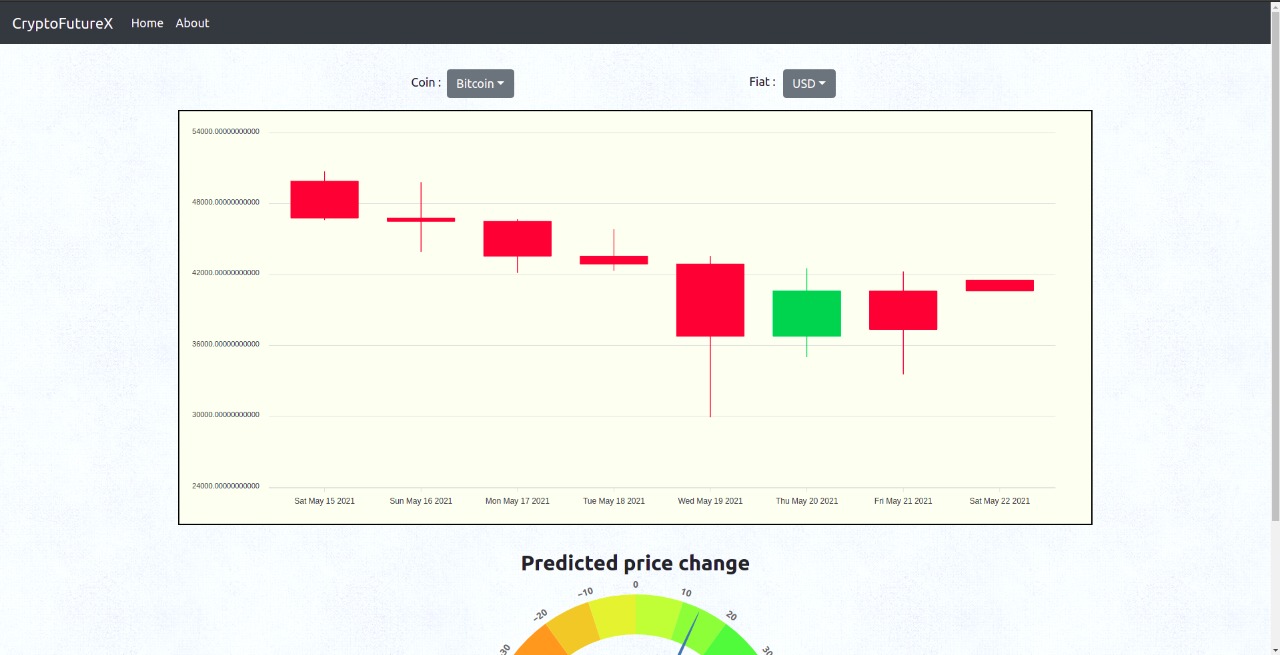 CryptoFutureX Home About
Coin : Bitcoin Fiat : USD
54000.00000000000
48000.00000000000
42000.00000000000
36000.00000000000
30000.00000000000
24000.00000000000
Sat May 15 2021 Sun May 16 2021 Mon May 17 2021 Tue May 18 2021 Wed May 19 2021 Thu May 20 2021 Fri May 21 2021 Sat May 22 2021
Predicted price change
-30 -20 -10 0 10 20 30